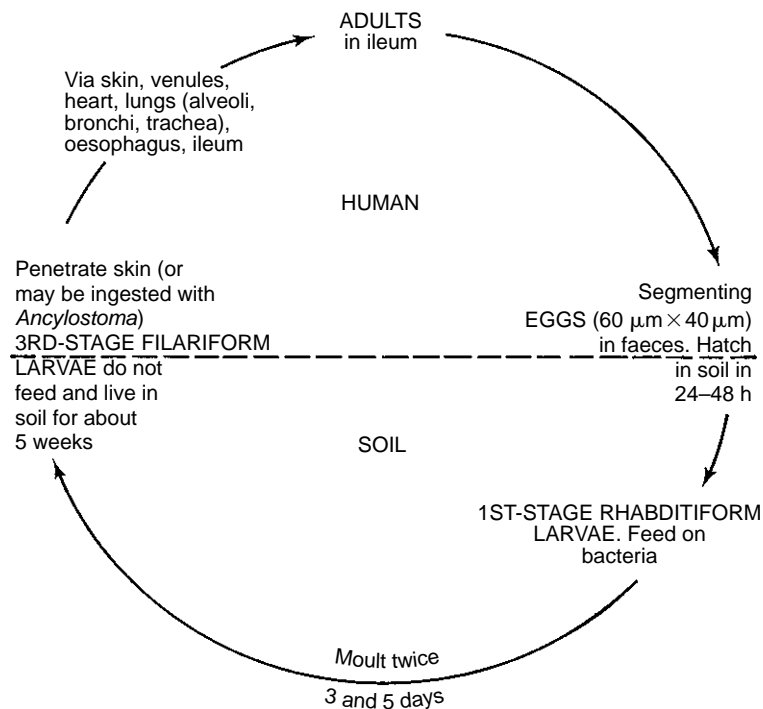 ADULTS
in ileum
Via skin, venules,
heart, lungs (alveoli,
bronchi, trachea),
oesophagus, ileum
HUMAN
Penetrate skin (or
may be ingested with
Ancylostoma)
3RD-STAGE FILARIFORM
LARVAE do not
feed and live in
soil for about
5 weeks
Segmenting
EGGS (60 μm × 40 μm)
in faeces. Hatch
in soil in
24–48 h
SOIL
1ST-STAGE RHABDITIFORM
LARVAE. Feed on
bacteria
Moult twice
3 and 5 days